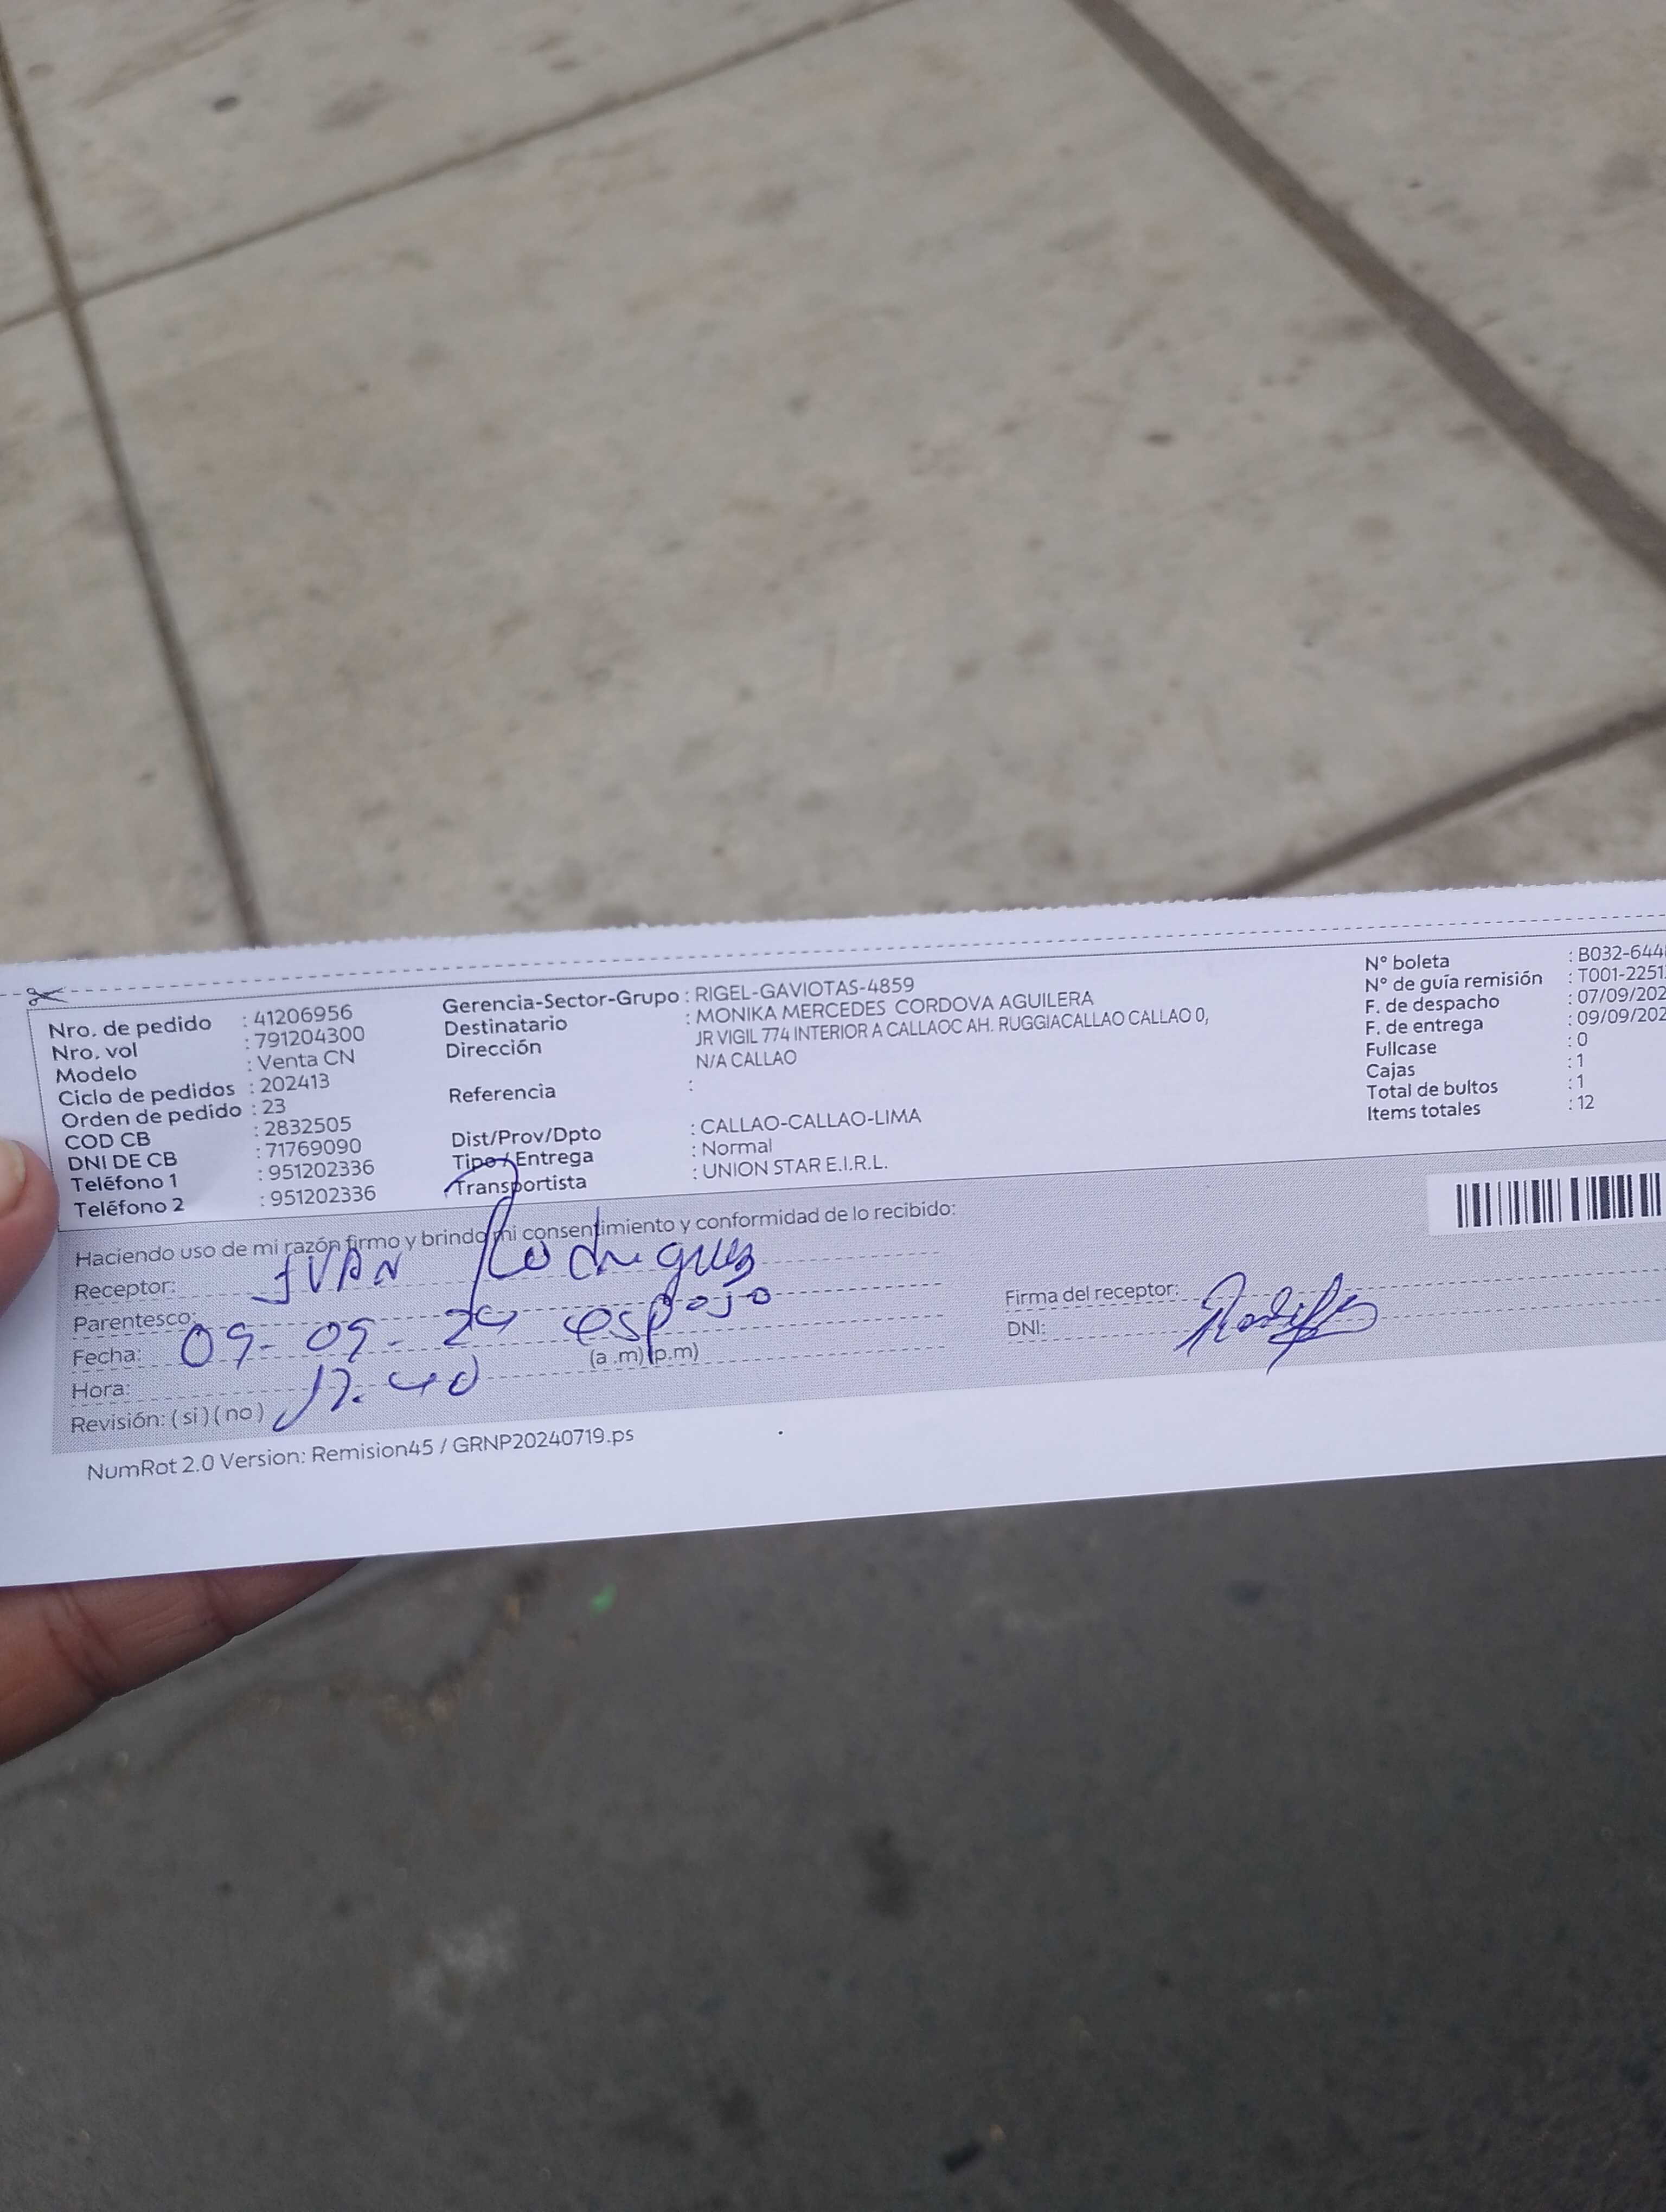 Nro. de pedido : 41206956
Nro. vol : 791204300
Modelo : Venta CN
Ciclo de pedidos : 202413
Orden de pedido : 23
COD CB : 2832505
DNI DE CB : 71769090
Teléfono 1 : 951202336
Teléfono 2 : 951202336
Gerencia-Sector-Grupo : RIGEL-GAVIOTAS-4859
Destinatario : MONIKA MERCEDES CORDOVA AGUILERA
Dirección JR VIGIL 774 INTERIOR A CALLAOC AH. RUGGIACALLAO CALLAO 0,
N/A CALLAO
Referencia :
Dist/Prov/Dpto : CALLAO-CALLAO-LIMA
Tipo / Entrega : Normal
Transportista : UNION STAR E.I.R.L.
N° boleta : B032-644
N° de guía remisión : T001-2251
F. de despacho : 07/09/202
F. de entrega : 09/09/202
Fullcase : 0
Cajas : 1
Total de bultos : 1
Items totales : 12
Haciendo uso de mi razón firmo y brindo mi consentimiento y conformidad de lo recibido:
Receptor: IVAN Rodriguez
Parentesco: esposo
Fecha: 09-09-24
Hora: 12.40 (a.m) (p.m)
Revisión: (si) (no)
Firma del receptor:
DNI:
NumRot 2.0 Version: Remision45 / GRNP20240719.ps